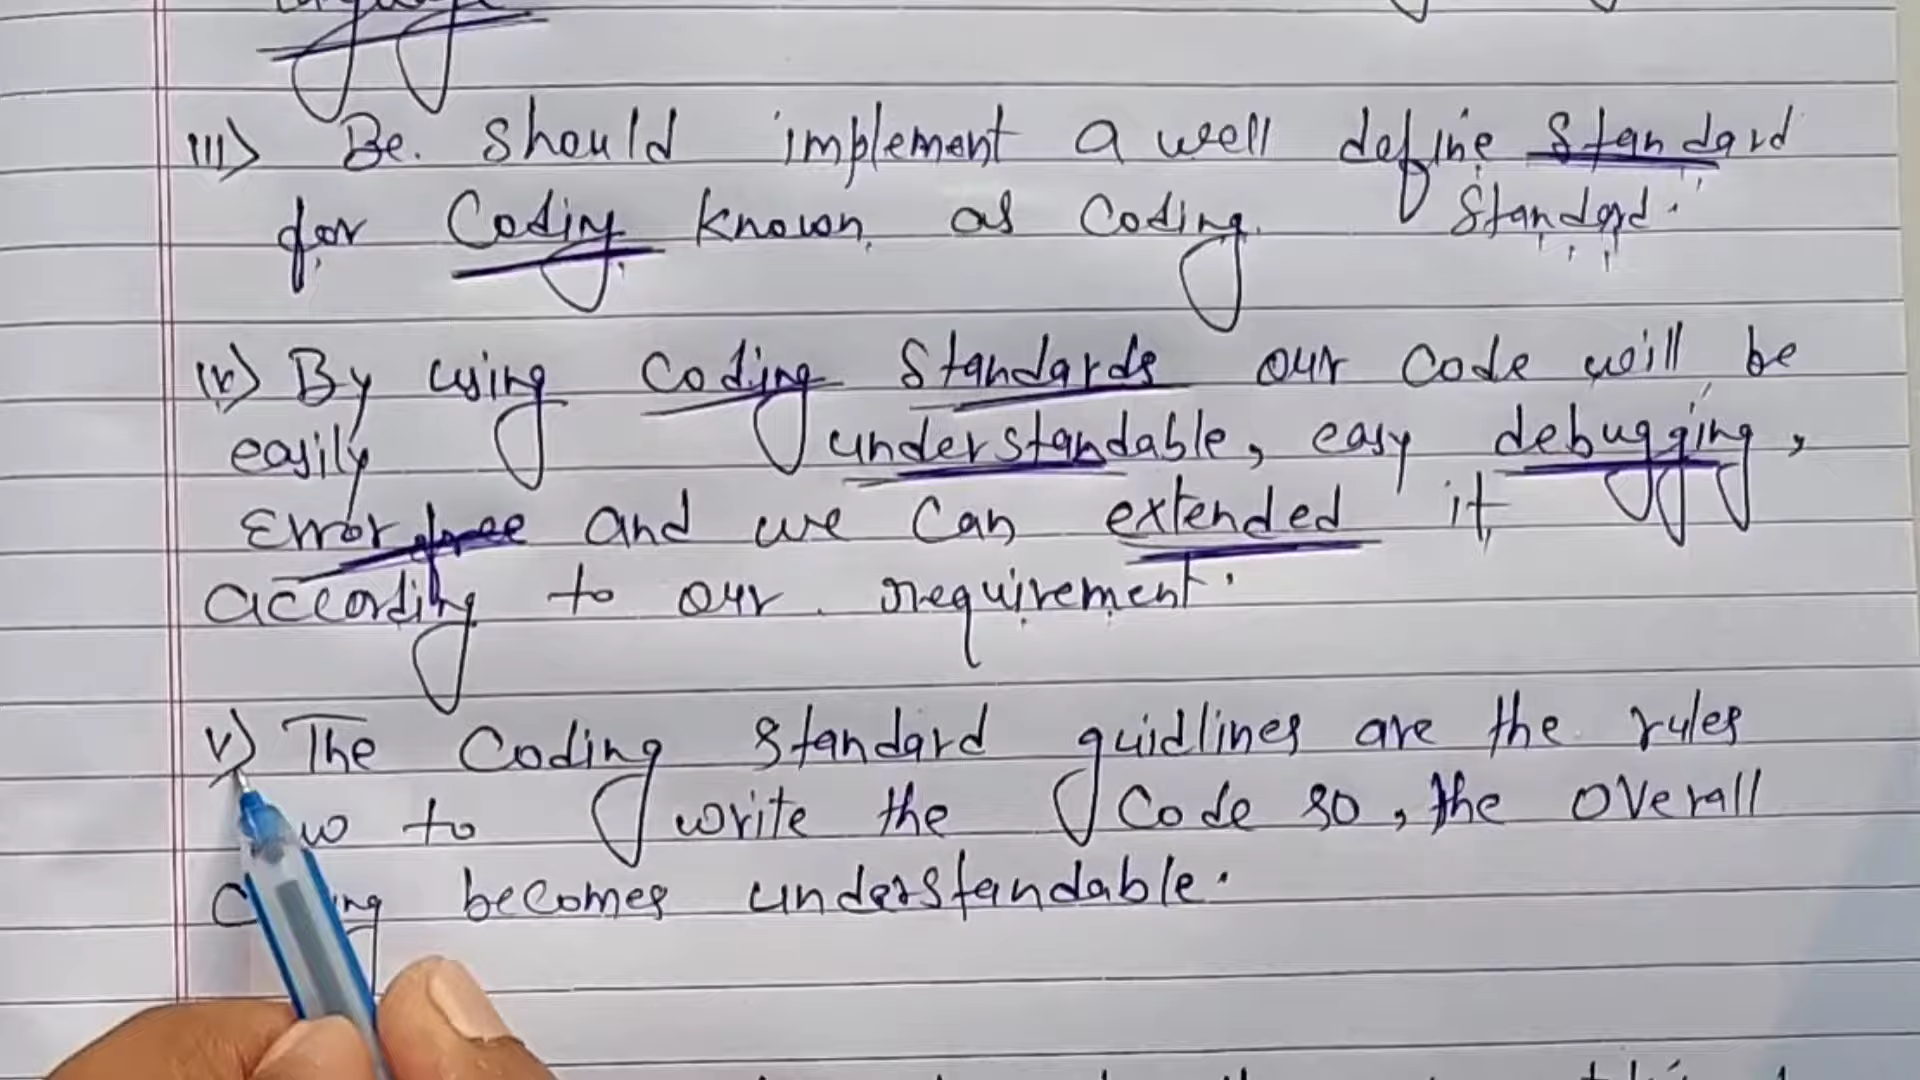 Language
III) Be. should implement a well define Standard
for Coding known as Coding Standard.
iv) By using Coding Standards our Code will be
easily understandable, easy debugging,
Error free and we can extended it
according to our requirement.
v) The Coding Standard guidlines are the rules
to write the Code so, the overall
becomes understandable.